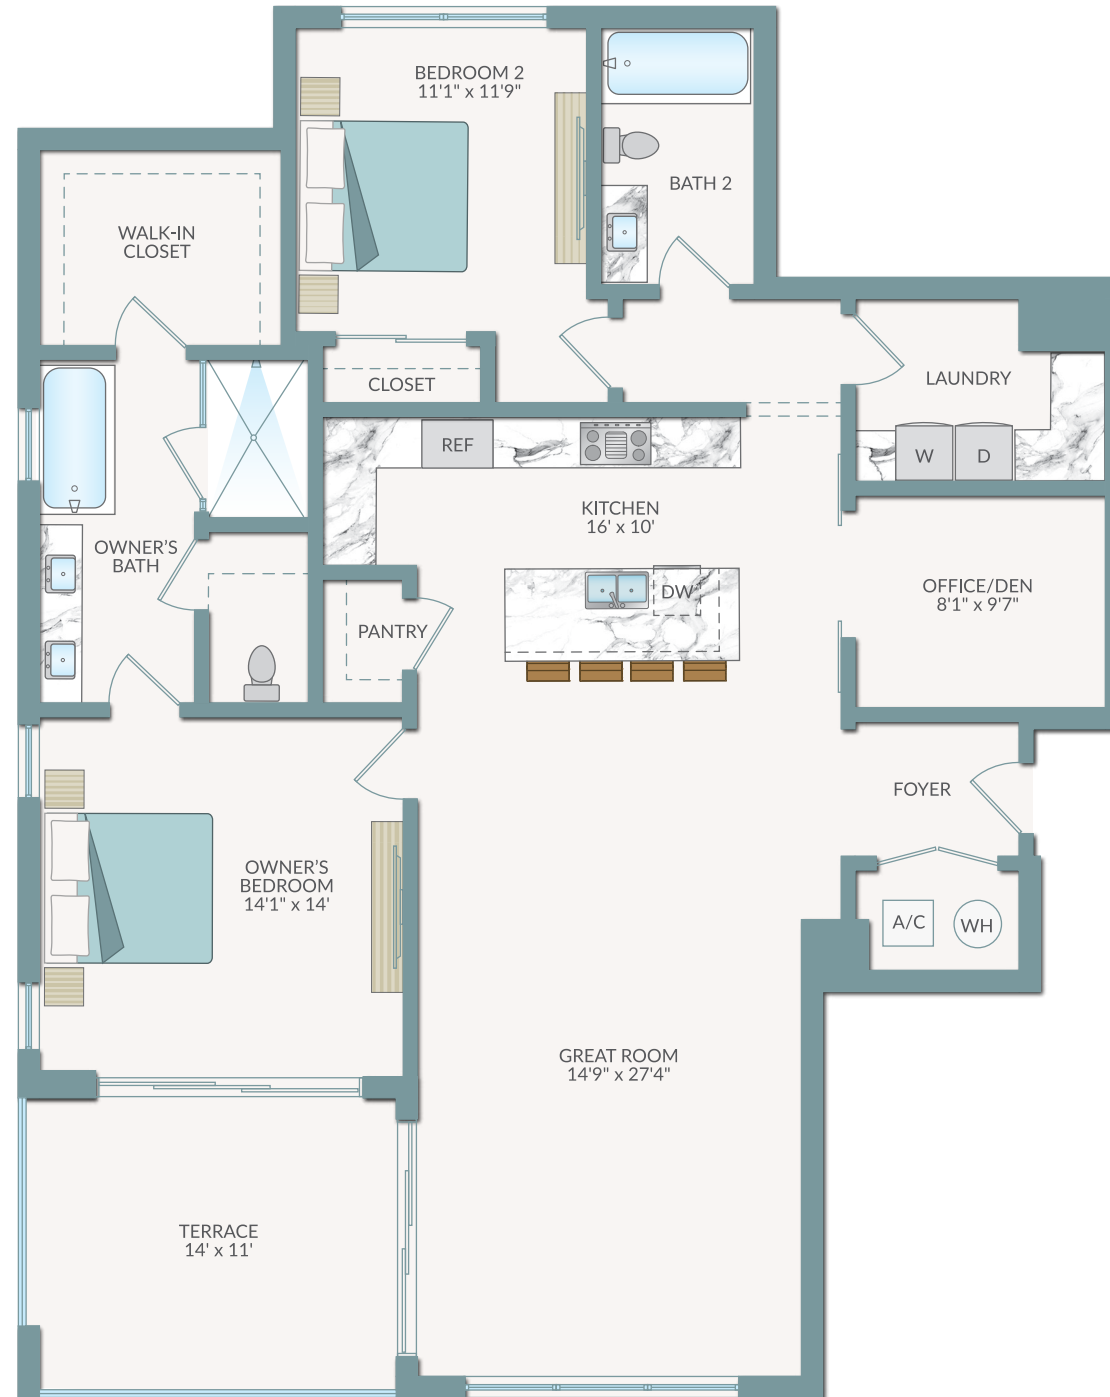 BEDROOM 2
11'1" x 11'9"
BATH 2
WALK-IN
CLOSET
CLOSET
LAUNDRY
REF
W
D
KITCHEN
16' x 10'
OWNER'S
BATH
OFFICE/DEN
8'1" x 9'7"
DW
PANTRY
FOYER
OWNER'S
BEDROOM
14'1" x 14'
A/C
WH
GREAT ROOM
14'9" x 27'4"
TERRACE
14' x 11'